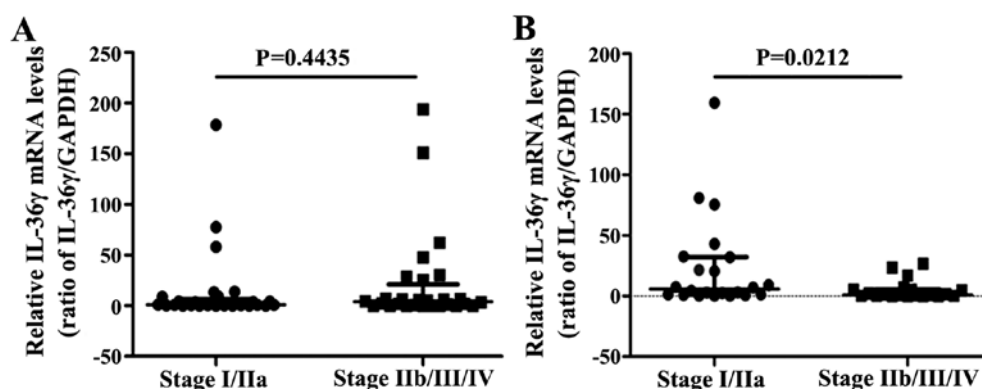 A
Relative IL-36γ mRNA levels
(ratio of IL-36γ/GAPDH)
250
200
150
100
50
0
-50
P=0.4435
Stage I/IIa
Stage IIb/III/IV
B
Relative IL-36γ mRNA levels
(ratio of IL-36γ/GAPDH)
200
150
100
50
0
-50
P=0.0212
Stage I/IIa
Stage IIb/III/IV